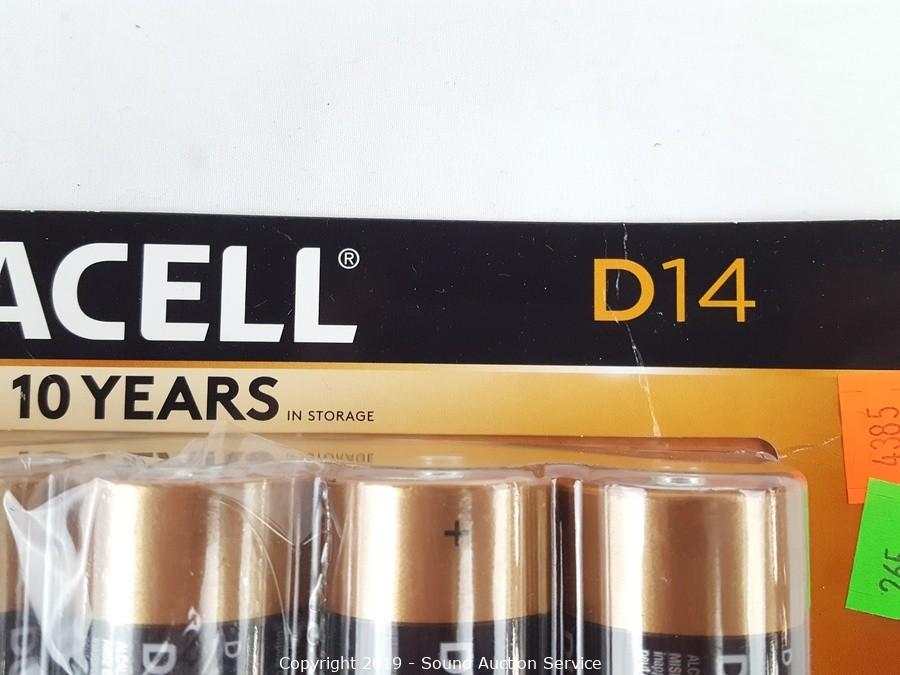 ACELL® D14
10 YEARS IN STORAGE
4385
265
+
D D D D D
Copyright 2019 - Sound Auction Service